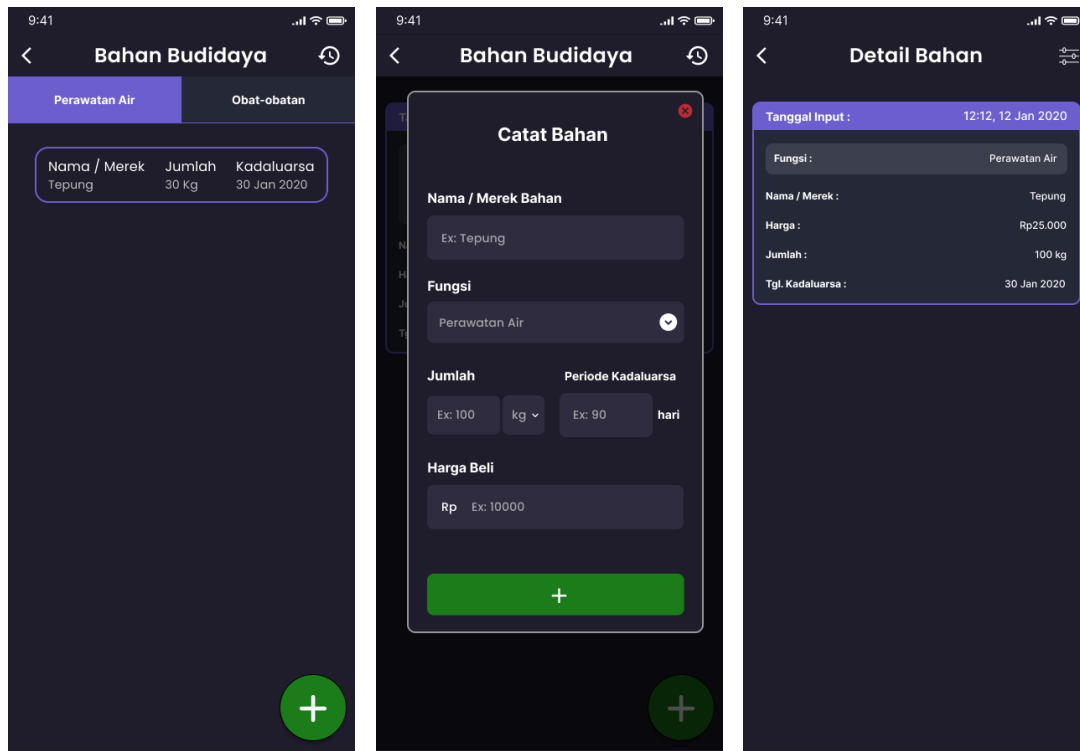 9:41
Bahan Budidaya
Perawatan Air
Obat-obatan
Nama / Merek Jumlah Kadaluarsa
Tepung 30 Kg 30 Jan 2020
9:41
Bahan Budidaya
Catat Bahan
Nama / Merek Bahan
Ex: Tepung
Fungsi
Perawatan Air
Jumlah Periode Kadaluarsa
Ex: 100 kg Ex: 90 hari
Harga Beli
Rp Ex: 10000
9:41
Detail Bahan
Tanggal Input : 12:12, 12 Jan 2020
Fungsi : Perawatan Air
Nama / Merek : Tepung
Harga : Rp25.000
Jumlah : 100 kg
Tgl. Kadaluarsa : 30 Jan 2020